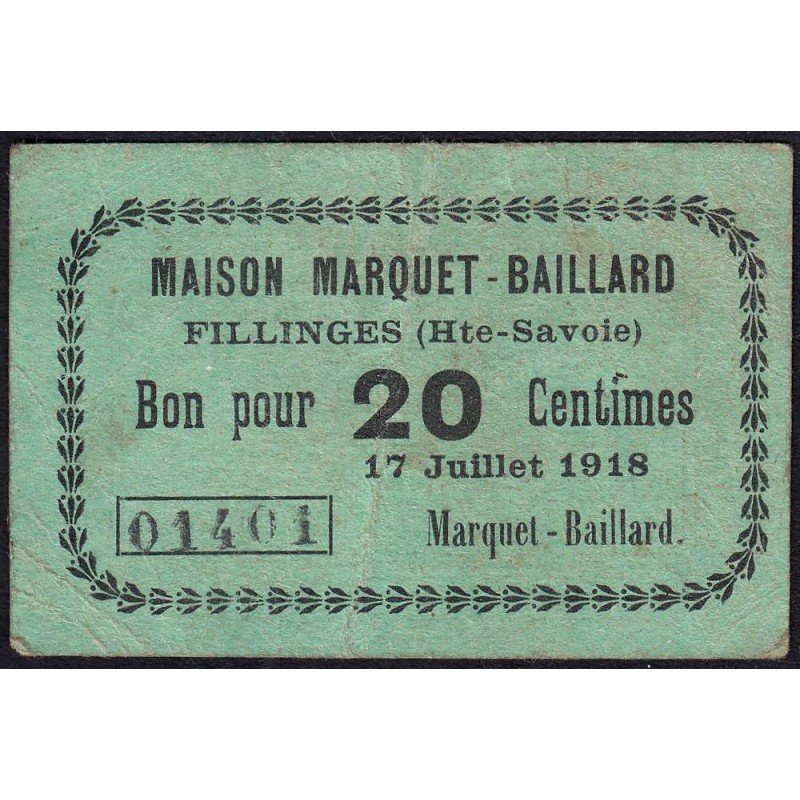 MAISON MARQUET-BAILLARD
FILLINGES (Hte-Savoie)
Bon pour 20 Centimes
17 Juillet 1918
01401
Marquet-Baillard.